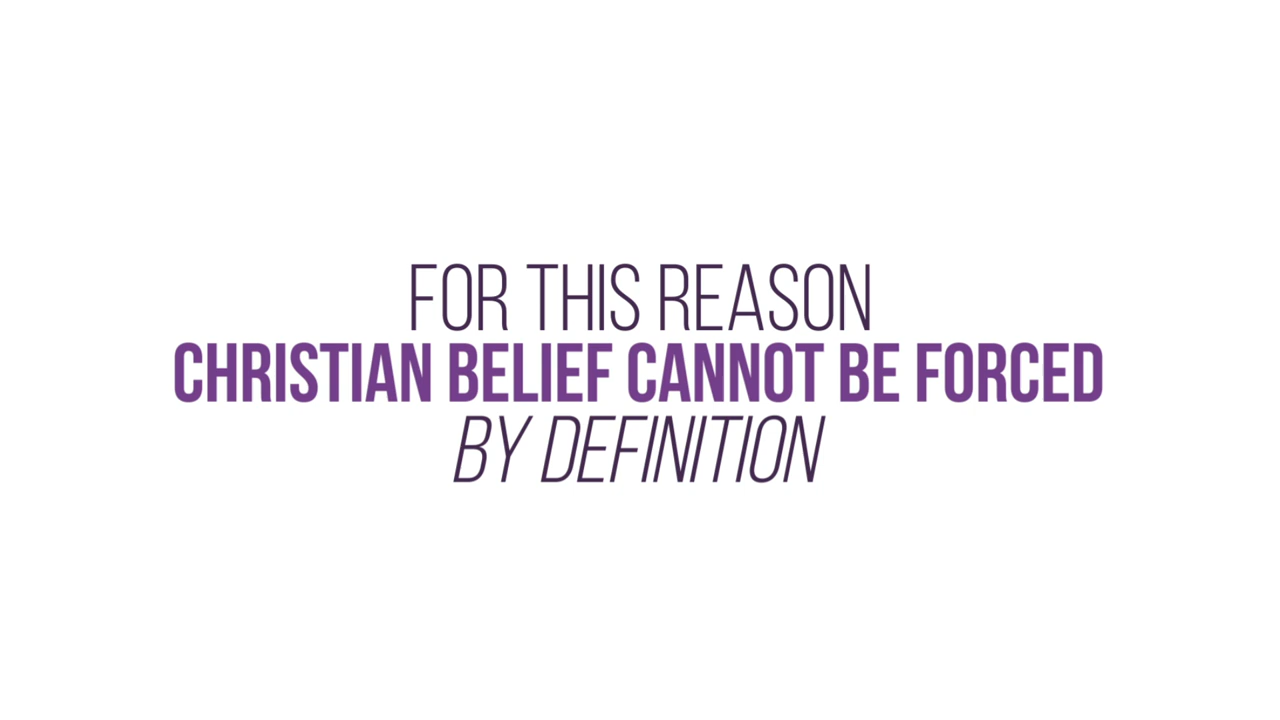 FOR THIS REASON
CHRISTIAN BELIEF CANNOT BE FORCED
BY DEFINITION